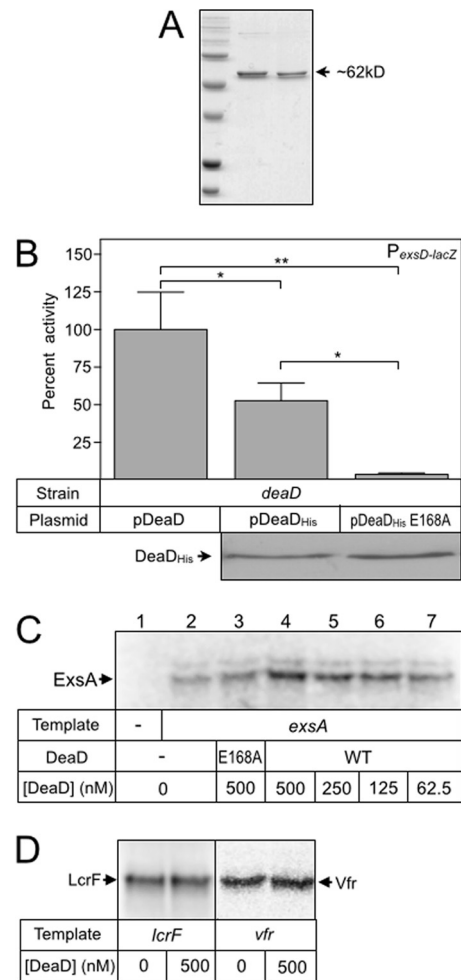 A
~62kD
B
P exsD-lacZ
150
125
100
75
50
25
Percent activity
**
*
*
Strain deaD
Plasmid pDeaD pDeaDHis pDeaDHis E168A
DeaDHis
C
1 2 3 4 5 6 7
ExsA
Template - exsA
DeaD - E168A WT
[DeaD] (nM) 0 500 500 250 125 62.5
D
LcrF Vfr
Template lcrF vfr
[DeaD] (nM) 0 500 0 500